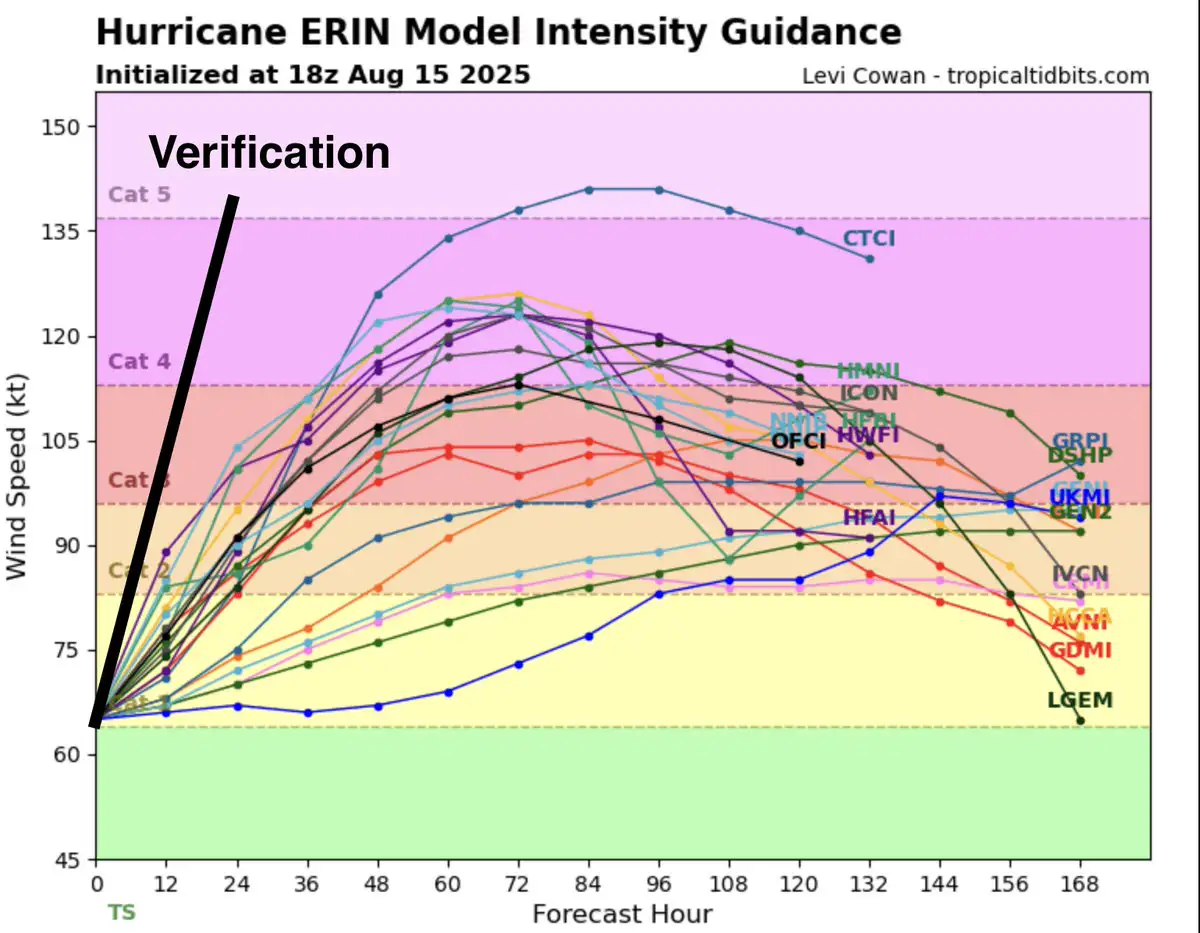 Hurricane ERIN Model Intensity Guidance
Initialized at 18z Aug 15 2025
Levi Cowan - tropicaltidbits.com
Verification
Wind Speed (kt)
150
135
120
105
90
75
60
45
Cat 5
Cat 4
Cat 3
Cat 2
TS
CTCI
HMNI
ICON
HFBI
NNIB
OFCI
HWFI
HFAI
GRPI
DSHP
UKMI
GEN2
IVCN
HCCA
AVNI
GDMI
LGEM
0 12 24 36 48 60 72 84 96 108 120 132 144 156 168
Forecast Hour